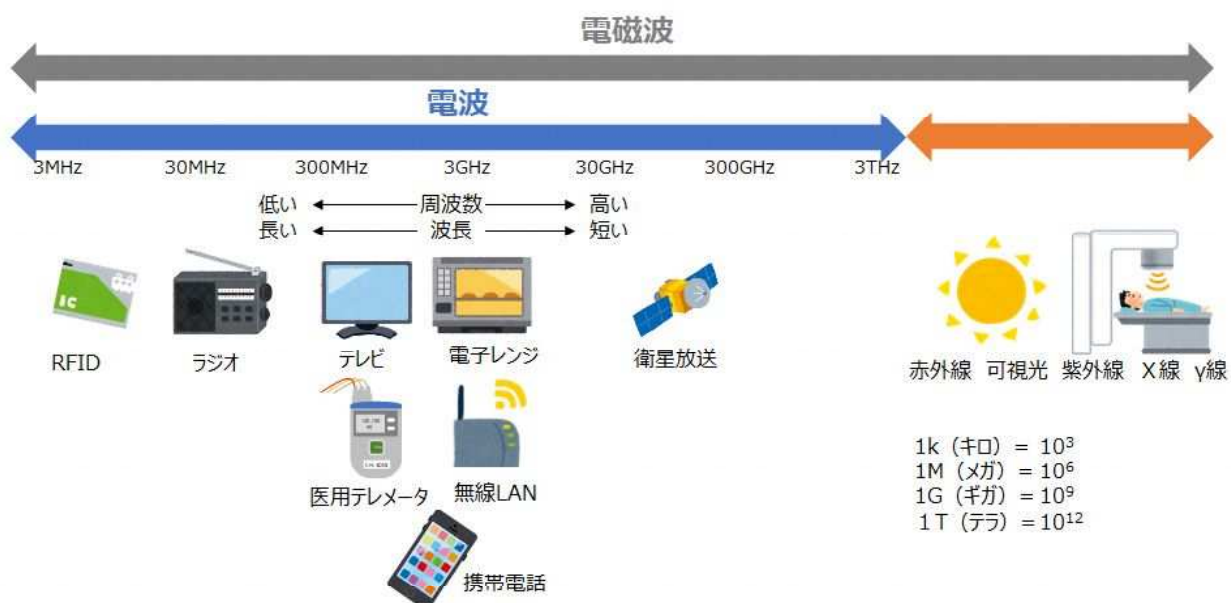 電磁波
電波
3MHz 30MHz 300MHz 3GHz 30GHz 300GHz 3THz
低い 周波数 高い
長い 波長 短い
IC
RFID ラジオ テレビ 電子レンジ 衛星放送
赤外線 可視光 紫外線 X線 γ線
医用テレメータ 無線LAN
携帯電話
1k（キロ）= 10³
1M（メガ）= 10⁶
1G（ギガ）= 10⁹
1T（テラ）= 10¹²